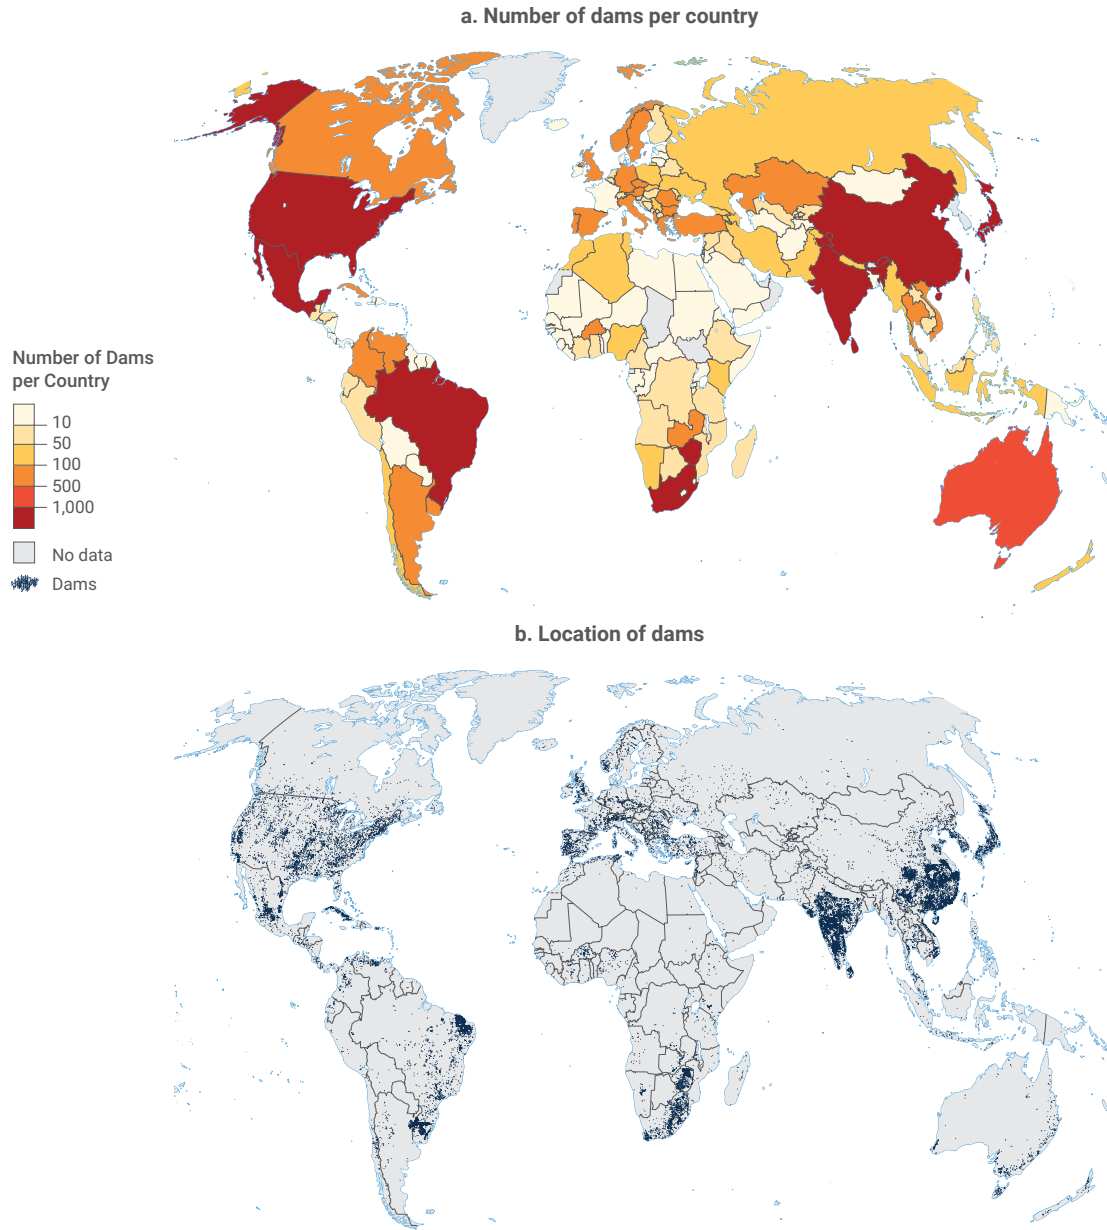 a. Number of dams per country
Number of Dams
per Country
10
50
100
500
1,000
No data
Dams
b. Location of dams